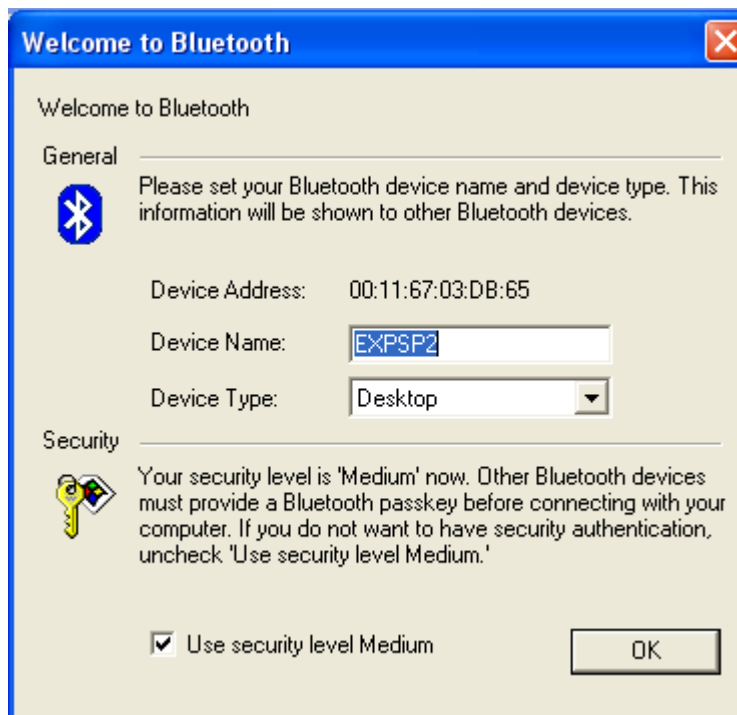 Welcome to Bluetooth
Welcome to Bluetooth
General
Please set your Bluetooth device name and device type. This
information will be shown to other Bluetooth devices.
Device Address: 00:11:67:03:DB:65
Device Name: EXPSP2
Device Type: Desktop
Security
Your security level is 'Medium' now. Other Bluetooth devices
must provide a Bluetooth passkey before connecting with your
computer. If you do not want to have security authentication,
uncheck 'Use security level Medium.'
Use security level Medium
OK